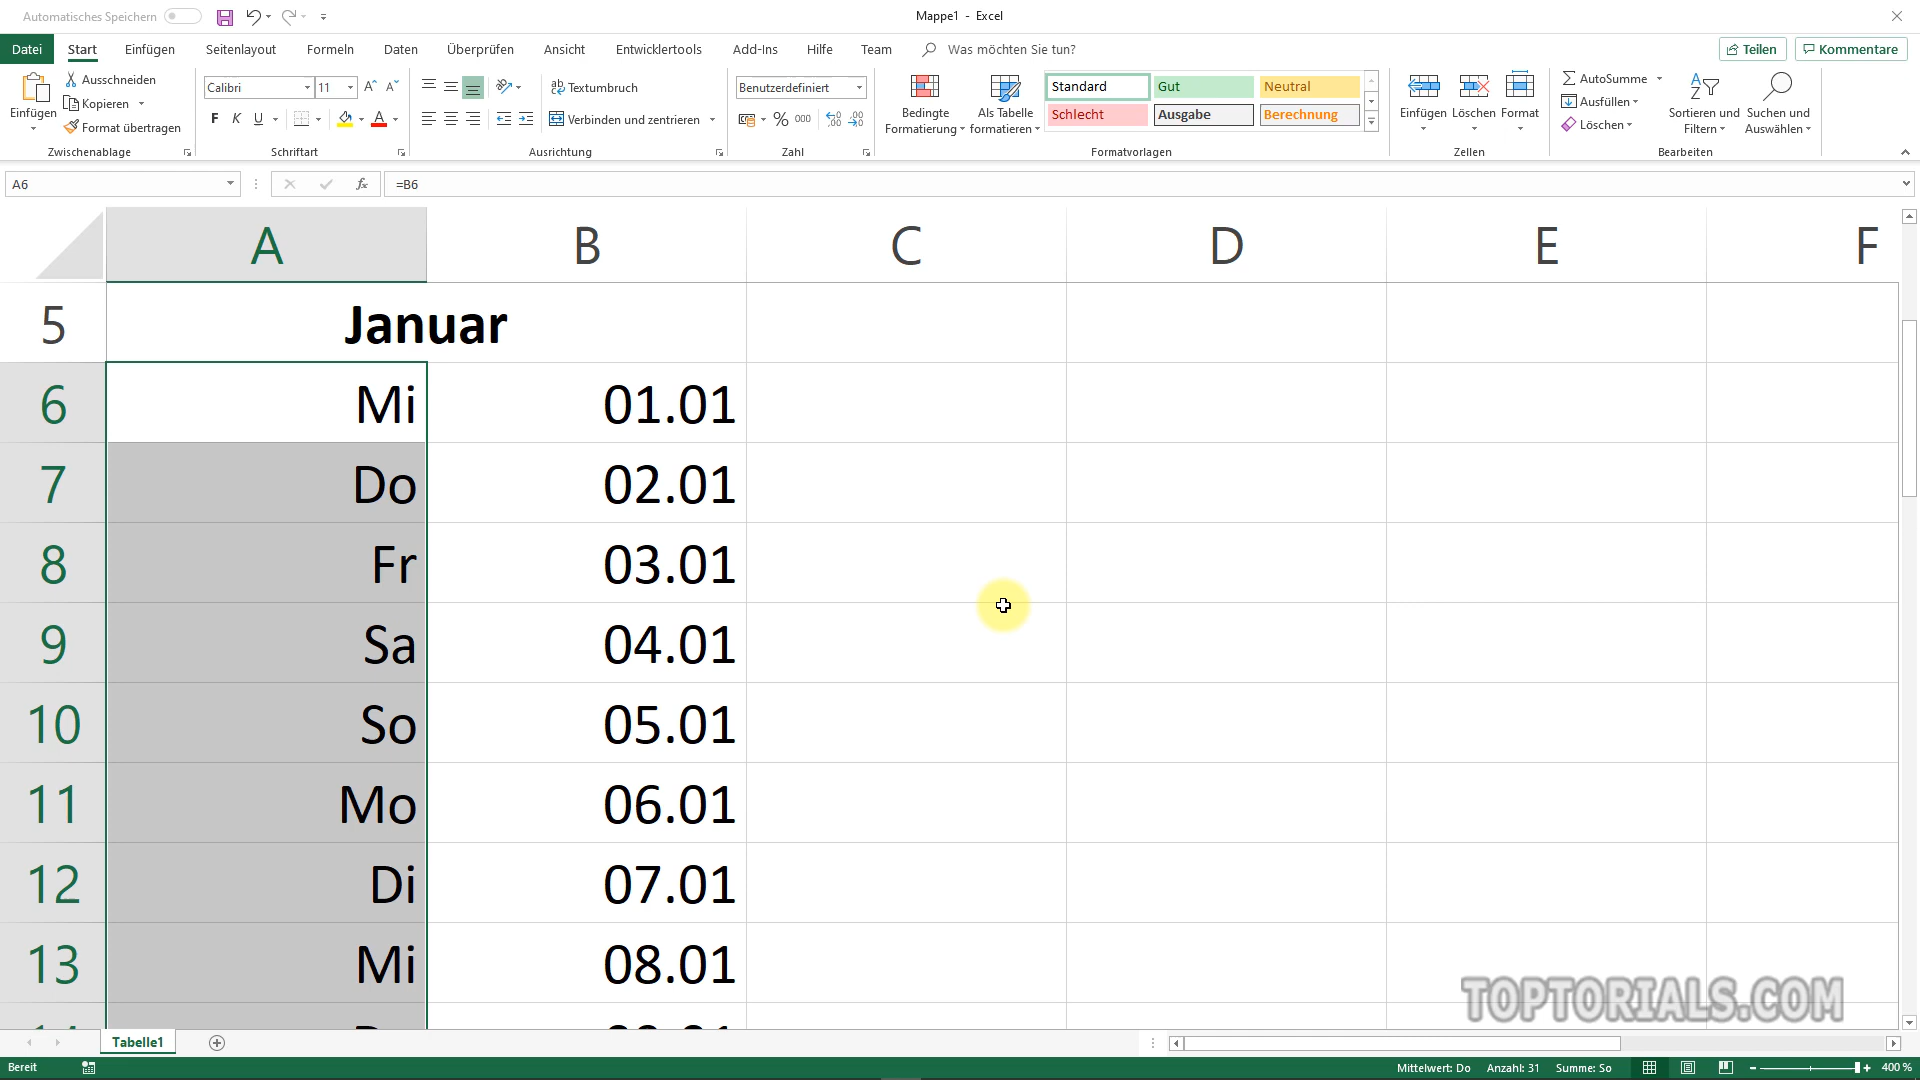 Automatisches Speichern
Mappe1 - Excel
Datei Start Einfügen Seitenlayout Formeln Daten Überprüfen Ansicht Entwicklertools Add-Ins Hilfe Team Was möchten Sie tun? Teilen Kommentare
Einfügen
Ausschneiden
Kopieren
Format übertragen
Zwischenablage
Calibri 11
F K U
Schriftart
Textumbruch
Verbinden und zentrieren
Ausrichtung
Benutzerdefiniert
% 000
Zahl
Bedingte
Formatierung
Als Tabelle
formatieren
Standard Gut Neutral
Schlecht Ausgabe Berechnung
Formatvorlagen
Einfügen Löschen Format
Zellen
AutoSumme
Ausfüllen
Löschen
Sortieren und
Filtern
Suchen und
Auswählen
Bearbeiten
A6 fx =B6
A B C D E F
5 Januar
6 Mi 01.01
7 Do 02.01
8 Fr 03.01
9 Sa 04.01
10 So 05.01
11 Mo 06.01
12 Di 07.01
13 Mi 08.01
TOPTORIALS.COM
Tabelle1
Bereit
Mittelwert: Do Anzahl: 31 Summe: So 400 %